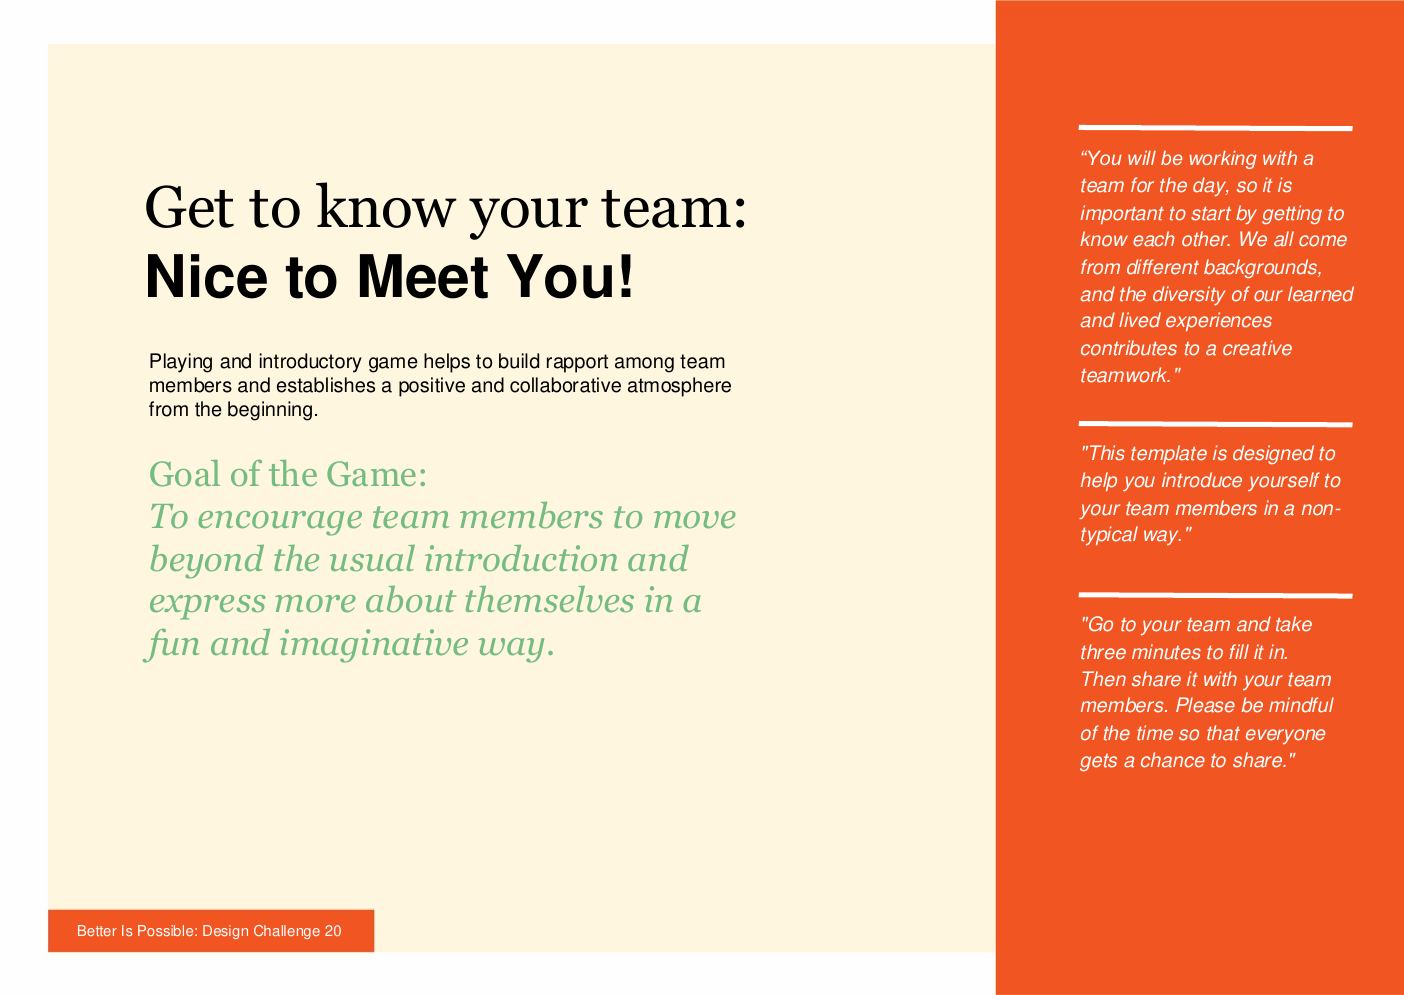 Get to know your team:
Nice to Meet You!
Playing and introductory game helps to build rapport among team
members and establishes a positive and collaborative atmosphere
from the beginning.
Goal of the Game:
To encourage team members to move
beyond the usual introduction and
express more about themselves in a
fun and imaginative way.
Better Is Possible: Design Challenge 20
“You will be working with a
team for the day, so it is
important to start by getting to
know each other. We all come
from different backgrounds,
and the diversity of our learned
and lived experiences
contributes to a creative
teamwork."
"This template is designed to
help you introduce yourself to
your team members in a non-
typical way."
"Go to your team and take
three minutes to fill it in.
Then share it with your team
members. Please be mindful
of the time so that everyone
gets a chance to share."